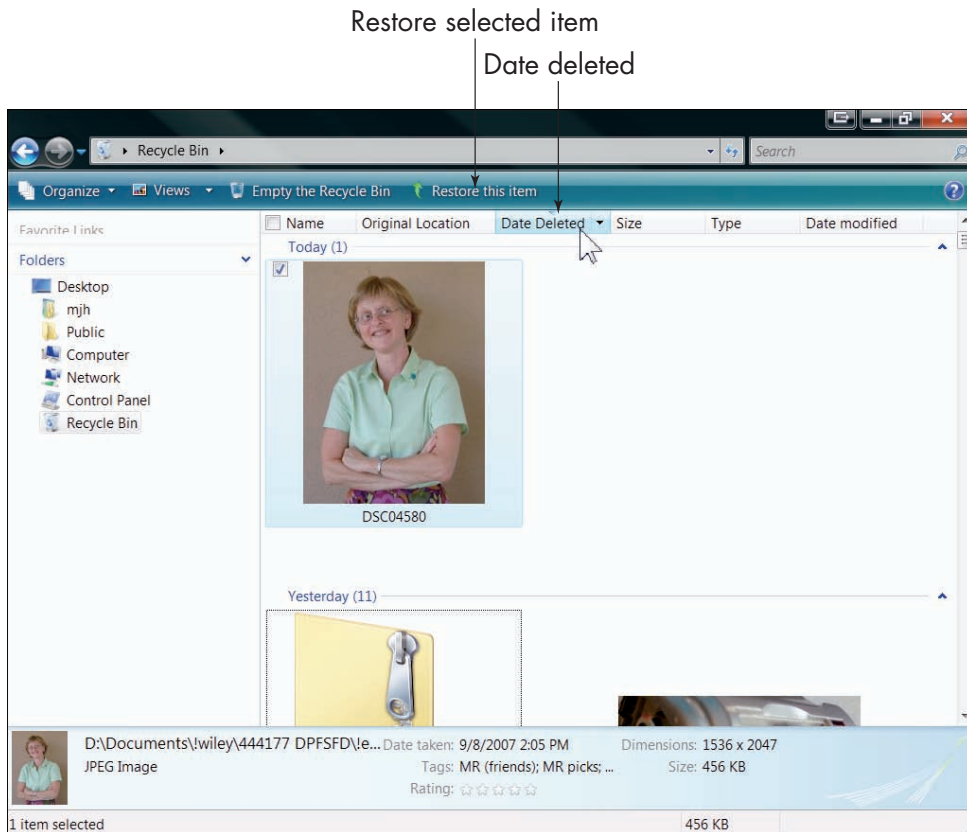 Restore selected item
Date deleted
Recycle Bin
Search
Organize
Views
Empty the Recycle Bin
Restore this item
?
Favorite Links
Name
Original Location
Date Deleted
Size
Type
Date modified
Folders
Today (1)
Desktop
mjh
Public
Computer
Network
Control Panel
Recycle Bin
DSC04580
Yesterday (11)
D:\Documents\!wiley\444177 DPFSFD\!e... Date taken: 9/8/2007 2:05 PM Dimensions: 1536 x 2047
JPEG Image Tags: MR (friends); MR picks; ... Size: 456 KB
Rating:
1 item selected 456 KB